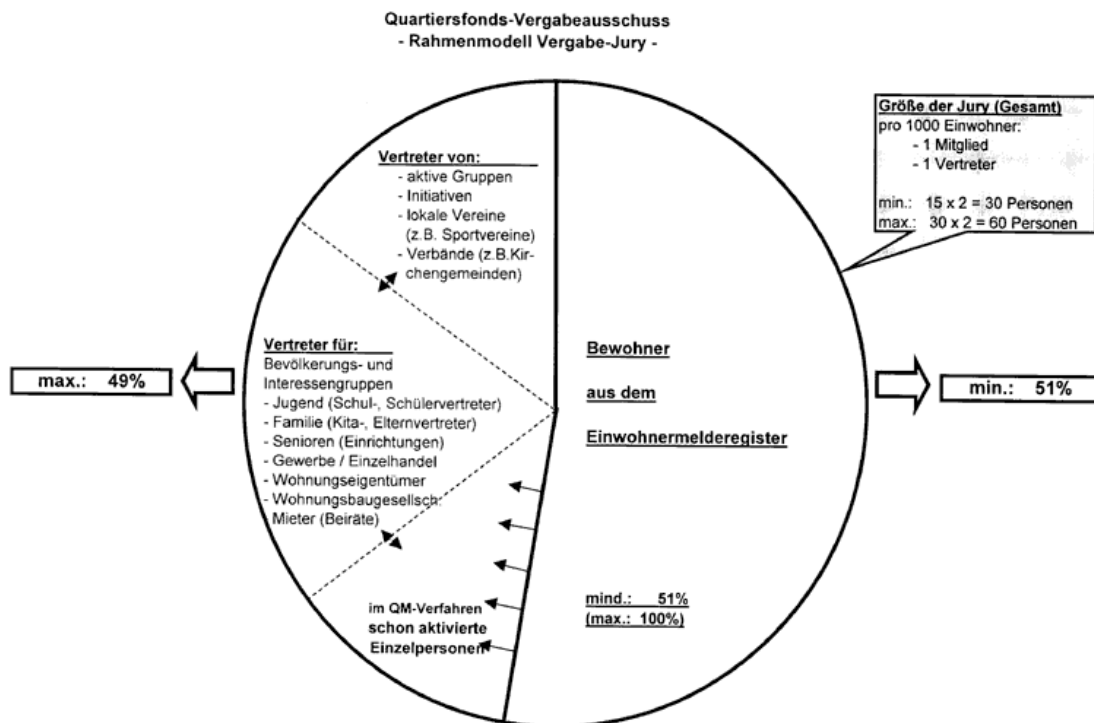 Quartiersfonds-Vergabeausschuss
- Rahmenmodell Vergabe-Jury -
Größe der Jury (Gesamt)
pro 1000 Einwohner:
- 1 Mitglied
- 1 Vertreter
min.: 15 x 2 = 30 Personen
max.: 30 x 2 = 60 Personen
Vertreter von:
- aktive Gruppen
- Initiativen
- lokale Vereine
(z.B. Sportvereine)
- Verbände (z.B.Kir-
chengemeinden)
Vertreter für:
Bevölkerungs- und
Interessengruppen
- Jugend (Schul-, Schülervertreter)
- Familie (Kita-, Elternvertreter)
- Senioren (Einrichtungen)
- Gewerbe / Einzelhandel
- Wohnungseigentümer
- Wohnungsbaugesellsch.
Mieter (Beiräte)
max.: 49%
Bewohner
aus dem
Einwohnermelderegister
min.: 51%
im QM-Verfahren
schon aktivierte
Einzelpersonen
mind.: 51%
(max.: 100%)